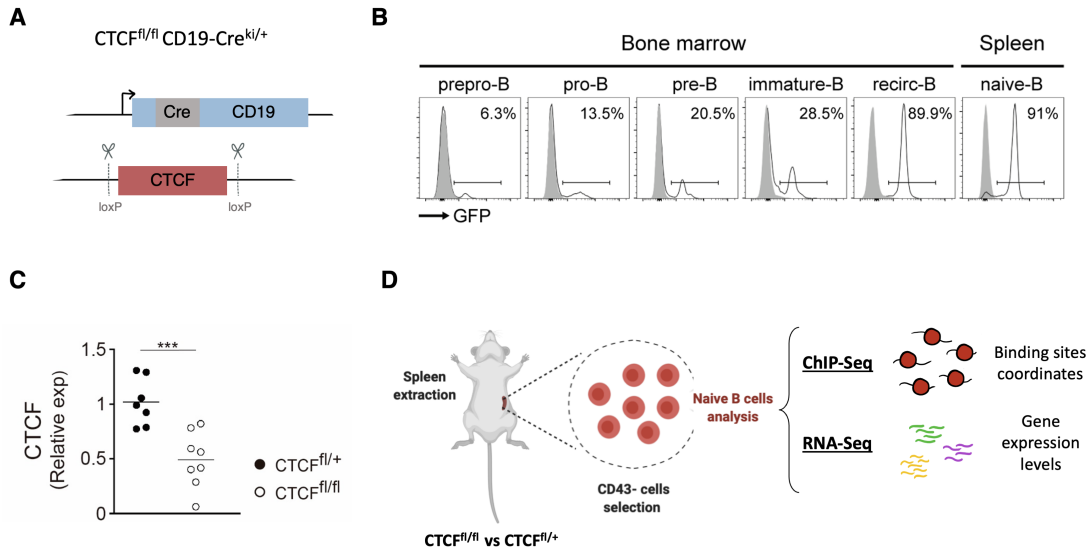 A
CTCFfl/fl CD19-Creki/+
Cre
CD19
CTCF
loxP
loxP
B
Bone marrow
Spleen
prepro-B
pro-B
pre-B
immature-B
recirc-B
naive-B
6.3%
13.5%
20.5%
28.5%
89.9%
91%
GFP
C
CTCF
(Relative exp)
1.5
1
0.5
0
***
CTCFfl/+
CTCFfl/fl
D
Spleen
extraction
CD43- cells
selection
Naive B cells
analysis
CTCFfl/fl vs CTCFfl/+
ChIP-Seq
Binding sites
coordinates
RNA-Seq
Gene
expression
levels